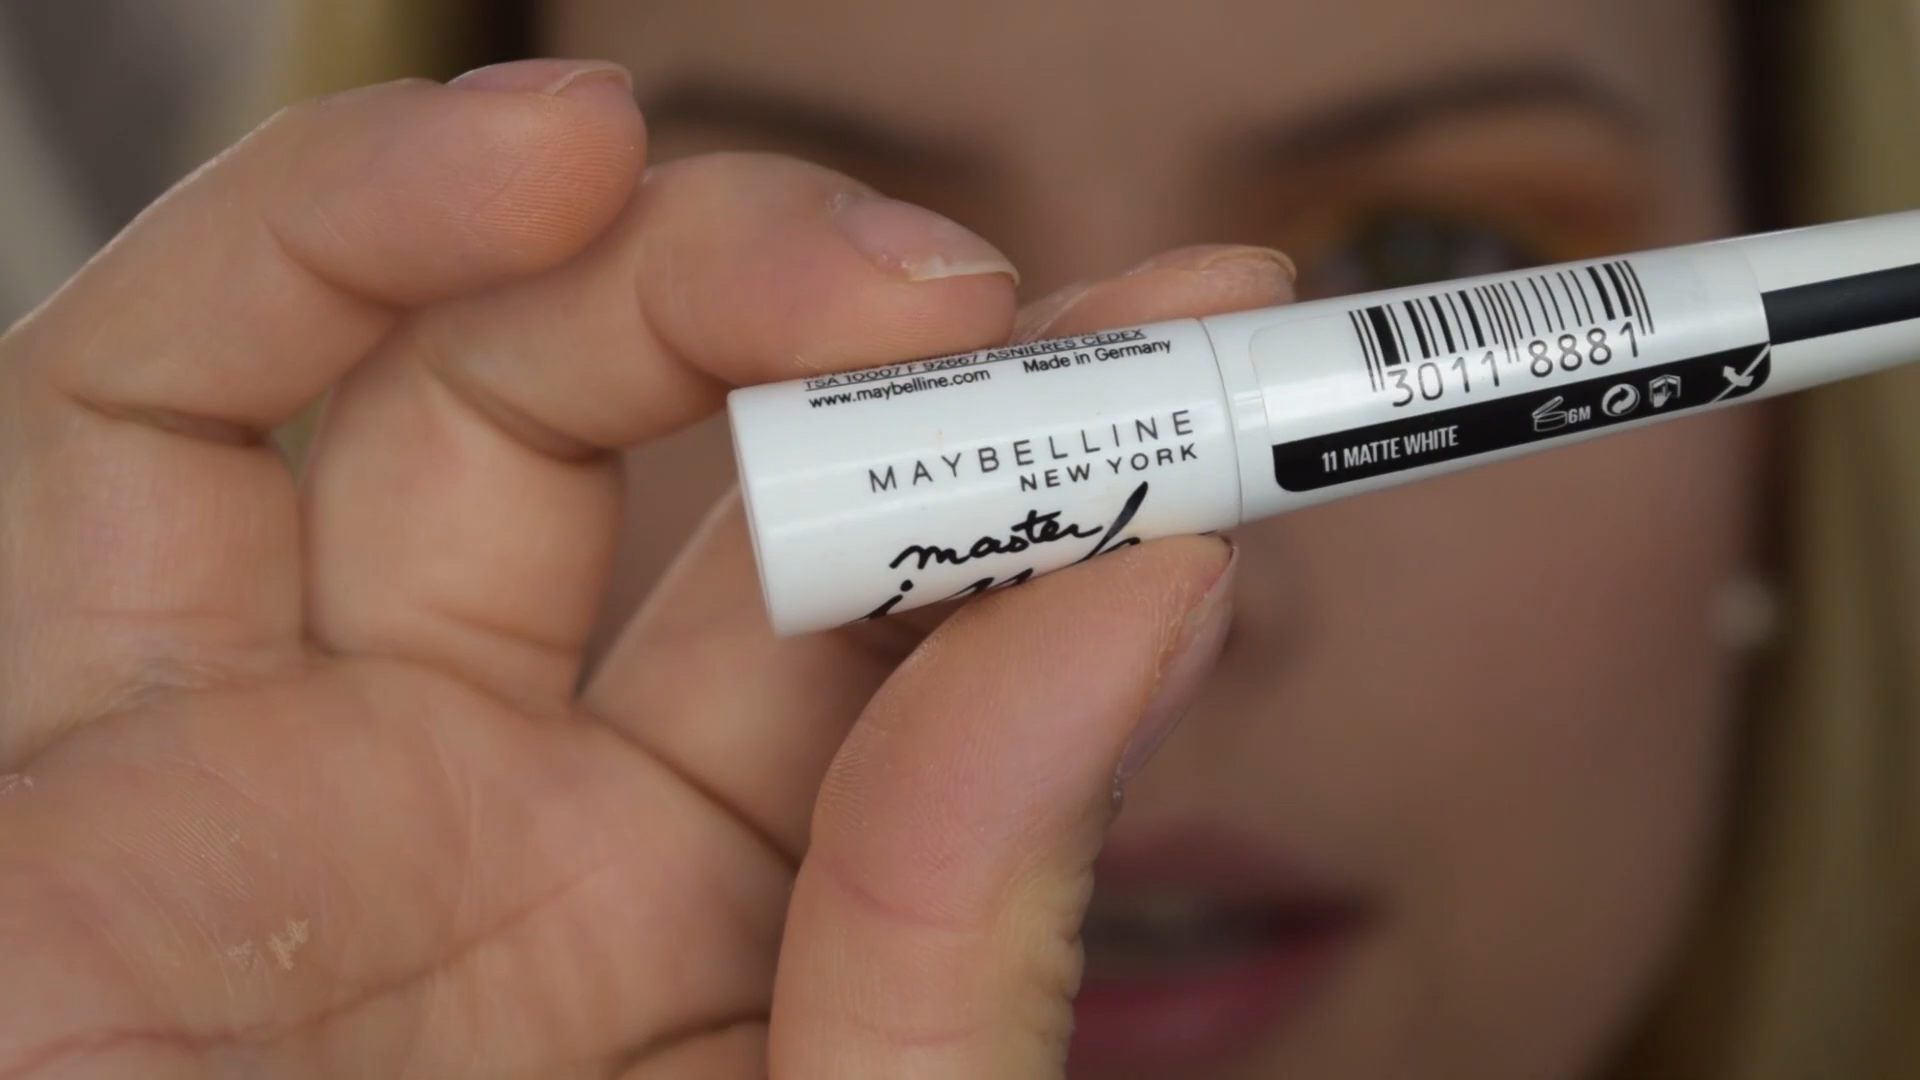 TSA 10007 F 92667 ASNIERES CEDEX
www.maybelline.com Made in Germany
MAYBELLINE
NEW YORK
master
3011 8881
11 MATTE WHITE
6M